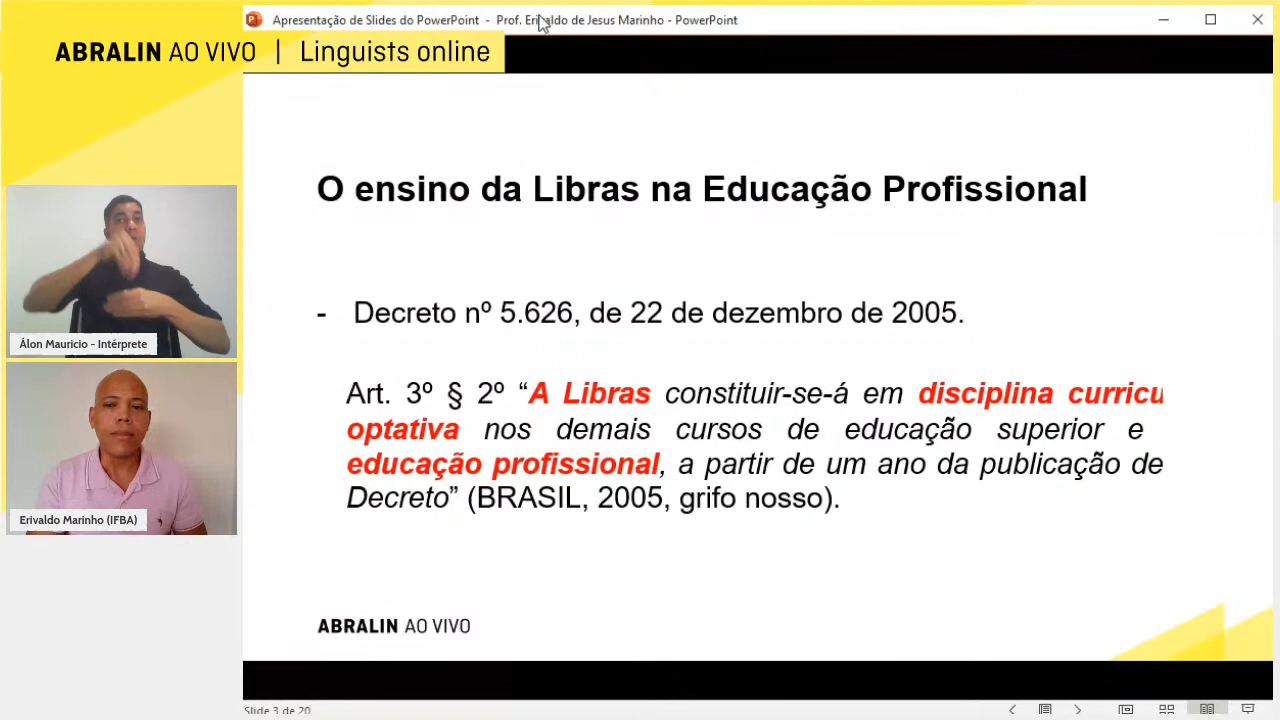 Apresentação de Slides do PowerPoint - Prof. Erivaldo de Jesus Marinho - PowerPoint
ABRALIN AO VIVO | Linguists online
O ensino da Libras na Educação Profissional
- Decreto nº 5.626, de 22 de dezembro de 2005.
Art. 3º § 2º “A Libras constituir-se-á em disciplina curricu
optativa nos demais cursos de educação superior e
educação profissional, a partir de um ano da publicação de
Decreto” (BRASIL, 2005, grifo nosso).
Álon Mauricio - Intérprete
Erivaldo Marinho (IFBA)
ABRALIN AO VIVO
Slide 3 de 20